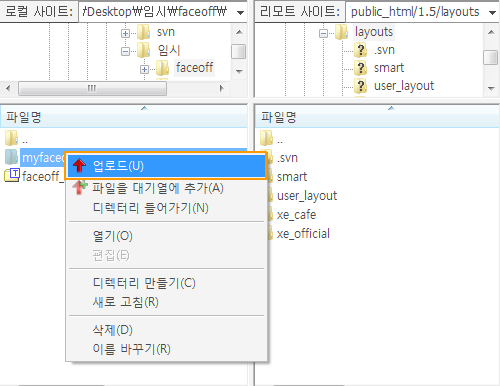 로컬 사이트: /Desktop\임시\faceoff
svn
임시
faceoff
리모트 사이트: public_html/1.5/layouts
layouts
.svn
smart
user_layout
파일명
..
faceoff_
업로드(U)
파일을 대기열에 추가(A)
디렉터리 들어가기(N)
열기(O)
편집(E)
디렉터리 만들기(C)
새로 고침(R)
삭제(D)
이름 바꾸기(R)
파일명
..
.svn
smart
user_layout
xe_cafe
xe_official